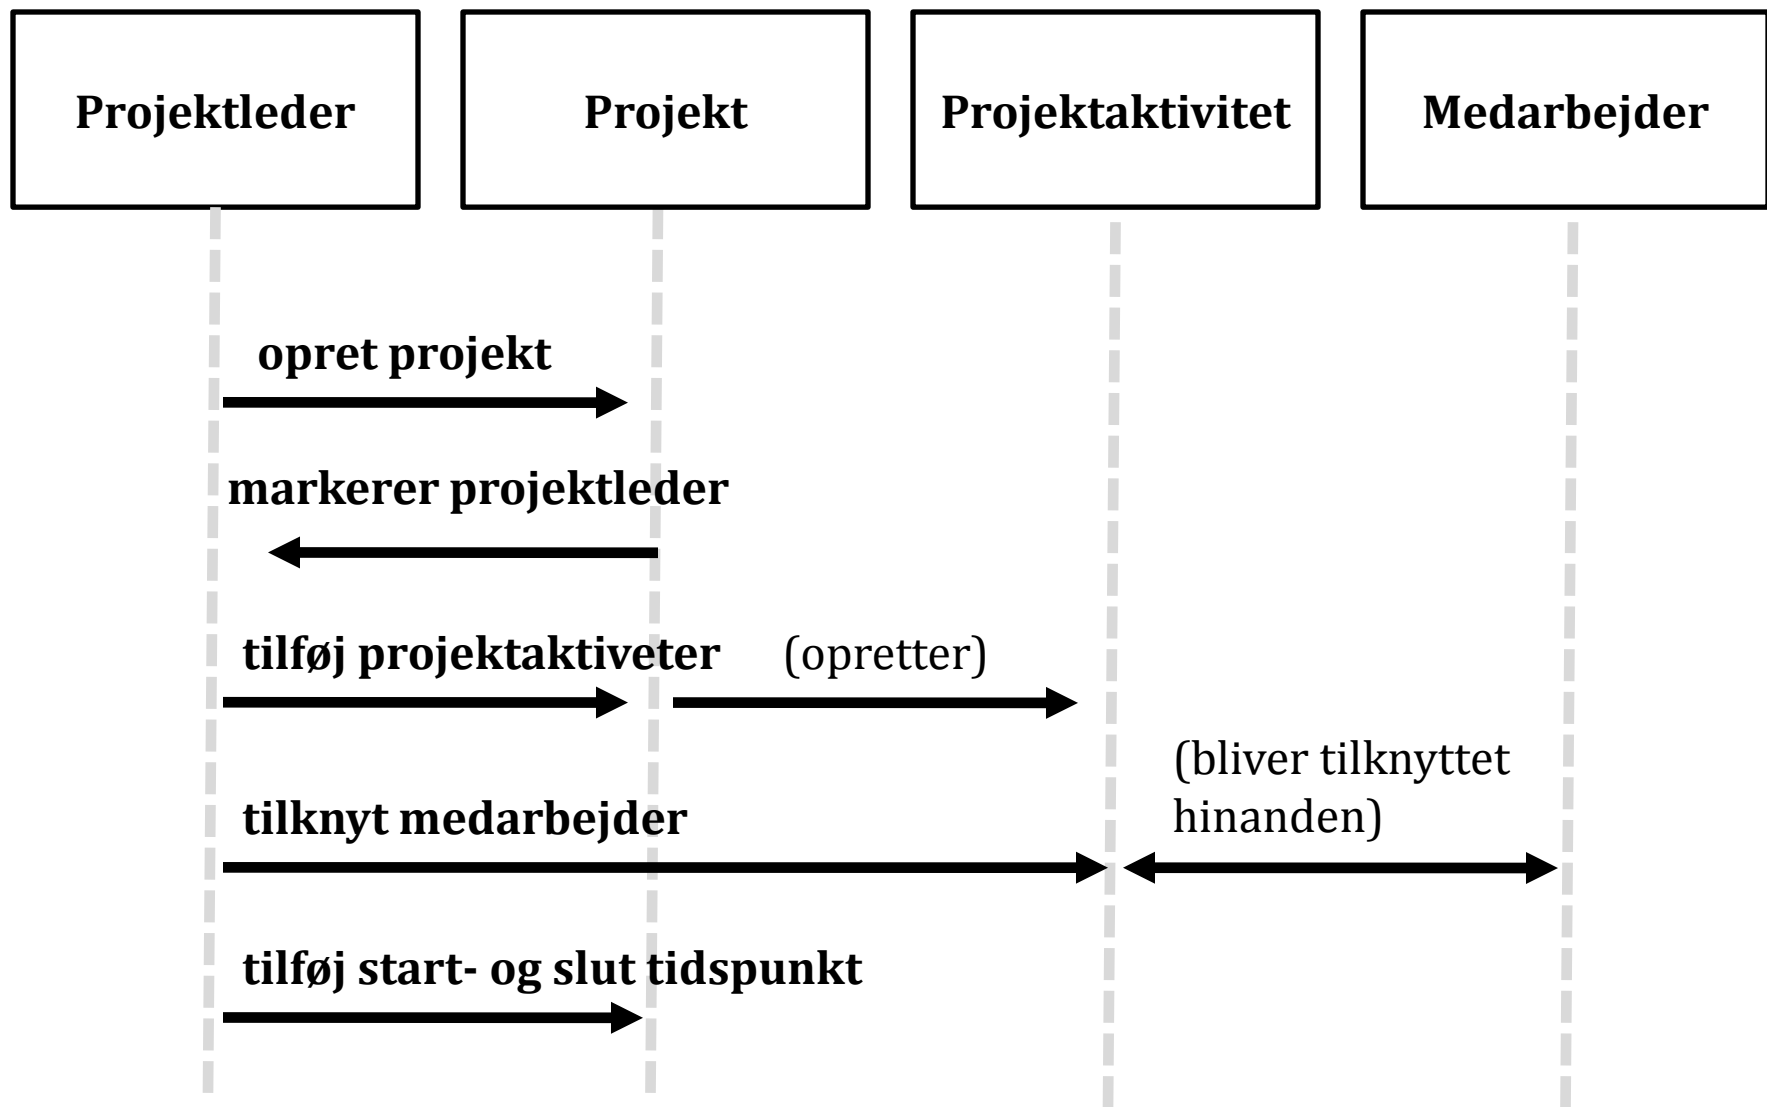 Projektleder
Projekt
Projektaktivitet
Medarbejder
opret projekt
markerer projektleder
tilføj projektaktiveter
(opretter)
(bliver tilknyttet
hinanden)
tilknyt medarbejder
tilføj start- og slut tidspunkt